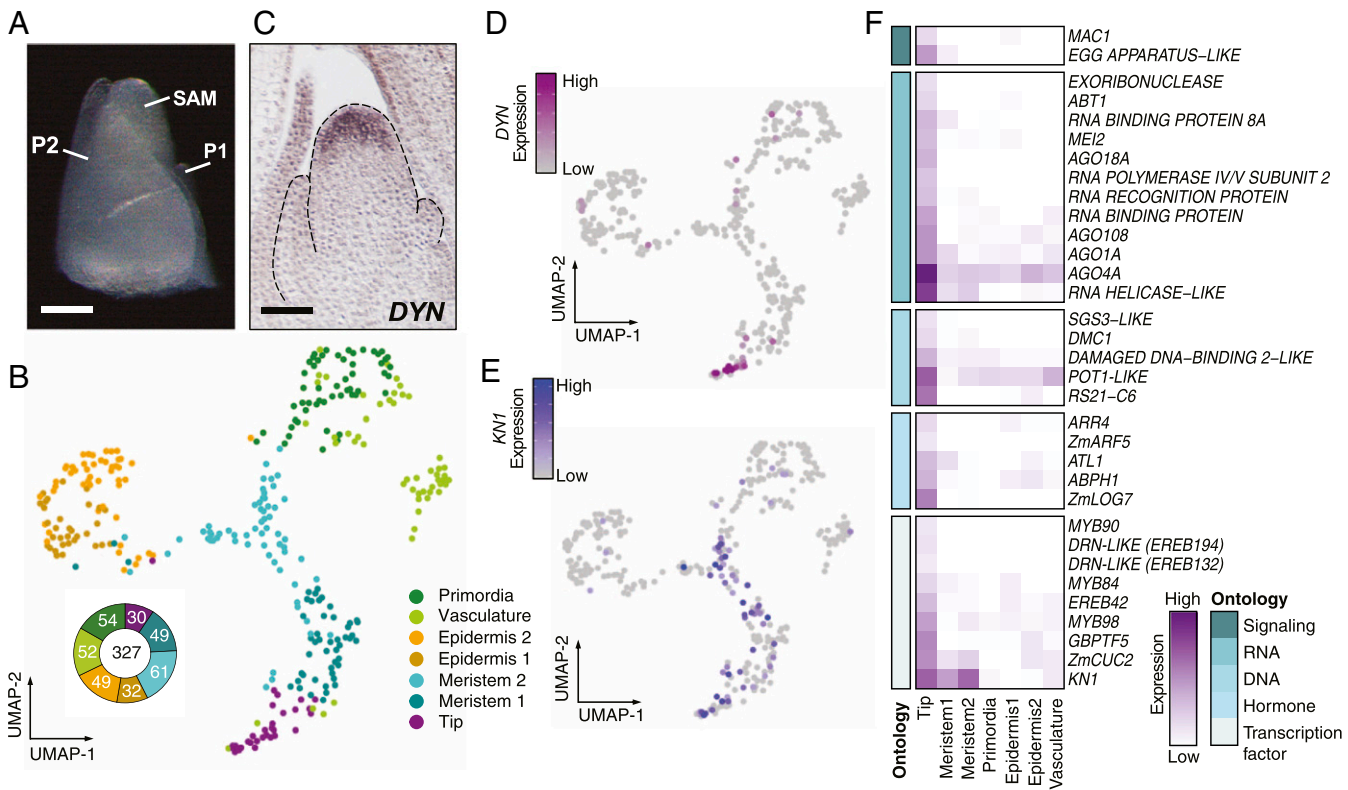 A
SAM
P2
P1
C
DYN
D
High
Low
DYN
Expression
UMAP-2
UMAP-1
B
54
30
49
61
32
49
52
327
Primordia
Vasculature
Epidermis 2
Epidermis 1
Meristem 2
Meristem 1
Tip
UMAP-2
UMAP-1
E
High
Low
KN1
Expression
UMAP-2
UMAP-1
F
MAC1
EGG APPARATUS−LIKE
EXORIBONUCLEASE
ABT1
RNA BINDING PROTEIN 8A
MEI2
AGO18A
RNA POLYMERASE IV/V SUBUNIT 2
RNA RECOGNITION PROTEIN
RNA BINDING PROTEIN
AGO108
AGO1A
AGO4A
RNA HELICASE−LIKE
SGS3−LIKE
DMC1
DAMAGED DNA−BINDING 2−LIKE
POT1-LIKE
RS21−C6
ARR4
ZmARF5
ATL1
ABPH1
ZmLOG7
MYB90
DRN-LIKE (EREB194)
DRN-LIKE (EREB132)
MYB84
EREB42
MYB98
GBPTF5
ZmCUC2
KN1
Ontology
Tip
Meristem1
Meristem2
Primordia
Epidermis1
Epidermis2
Vasculature
High
Expression
Low
Ontology
Signaling
RNA
DNA
Hormone
Transcription
factor